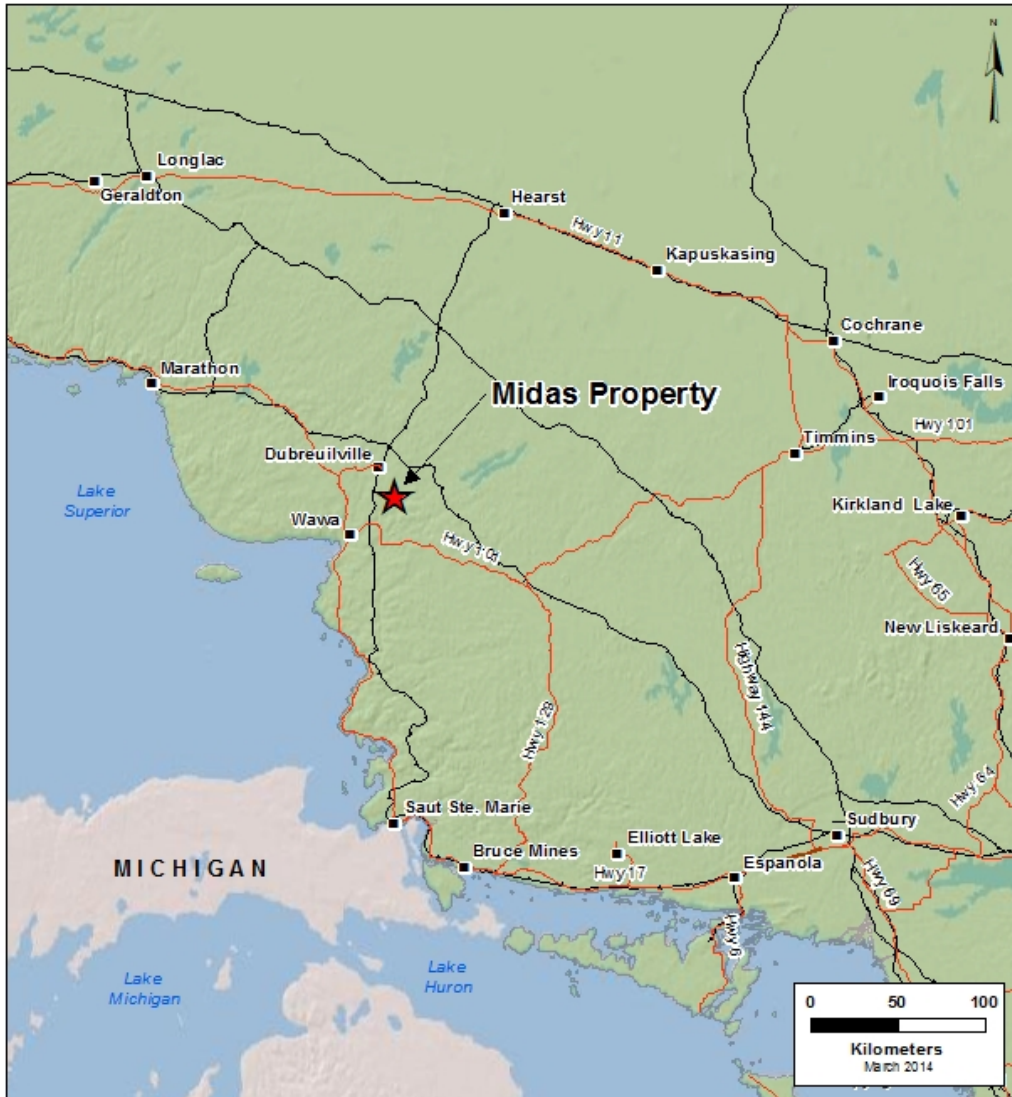 N
Longlac
Geraldton
Hearst
Hwy 11
Kapuskasing
Cochrane
Marathon
Iroquois Falls
Midas Property
Hwy 101
Timmins
Dubreuilville
Lake
Superior
Kirkland Lake
Wawa
Hwy 101
Hwy 65
New Liskeard
Highway 144
Hwy 129
Hwy 64
Saut Ste. Marie
Sudbury
Elliott Lake
Bruce Mines
Espanola
MICHIGAN
Hwy 17
Hwy 69
Hwy 6
Lake
Michigan
Lake
Huron
0 50 100
Kilometers
March 2014